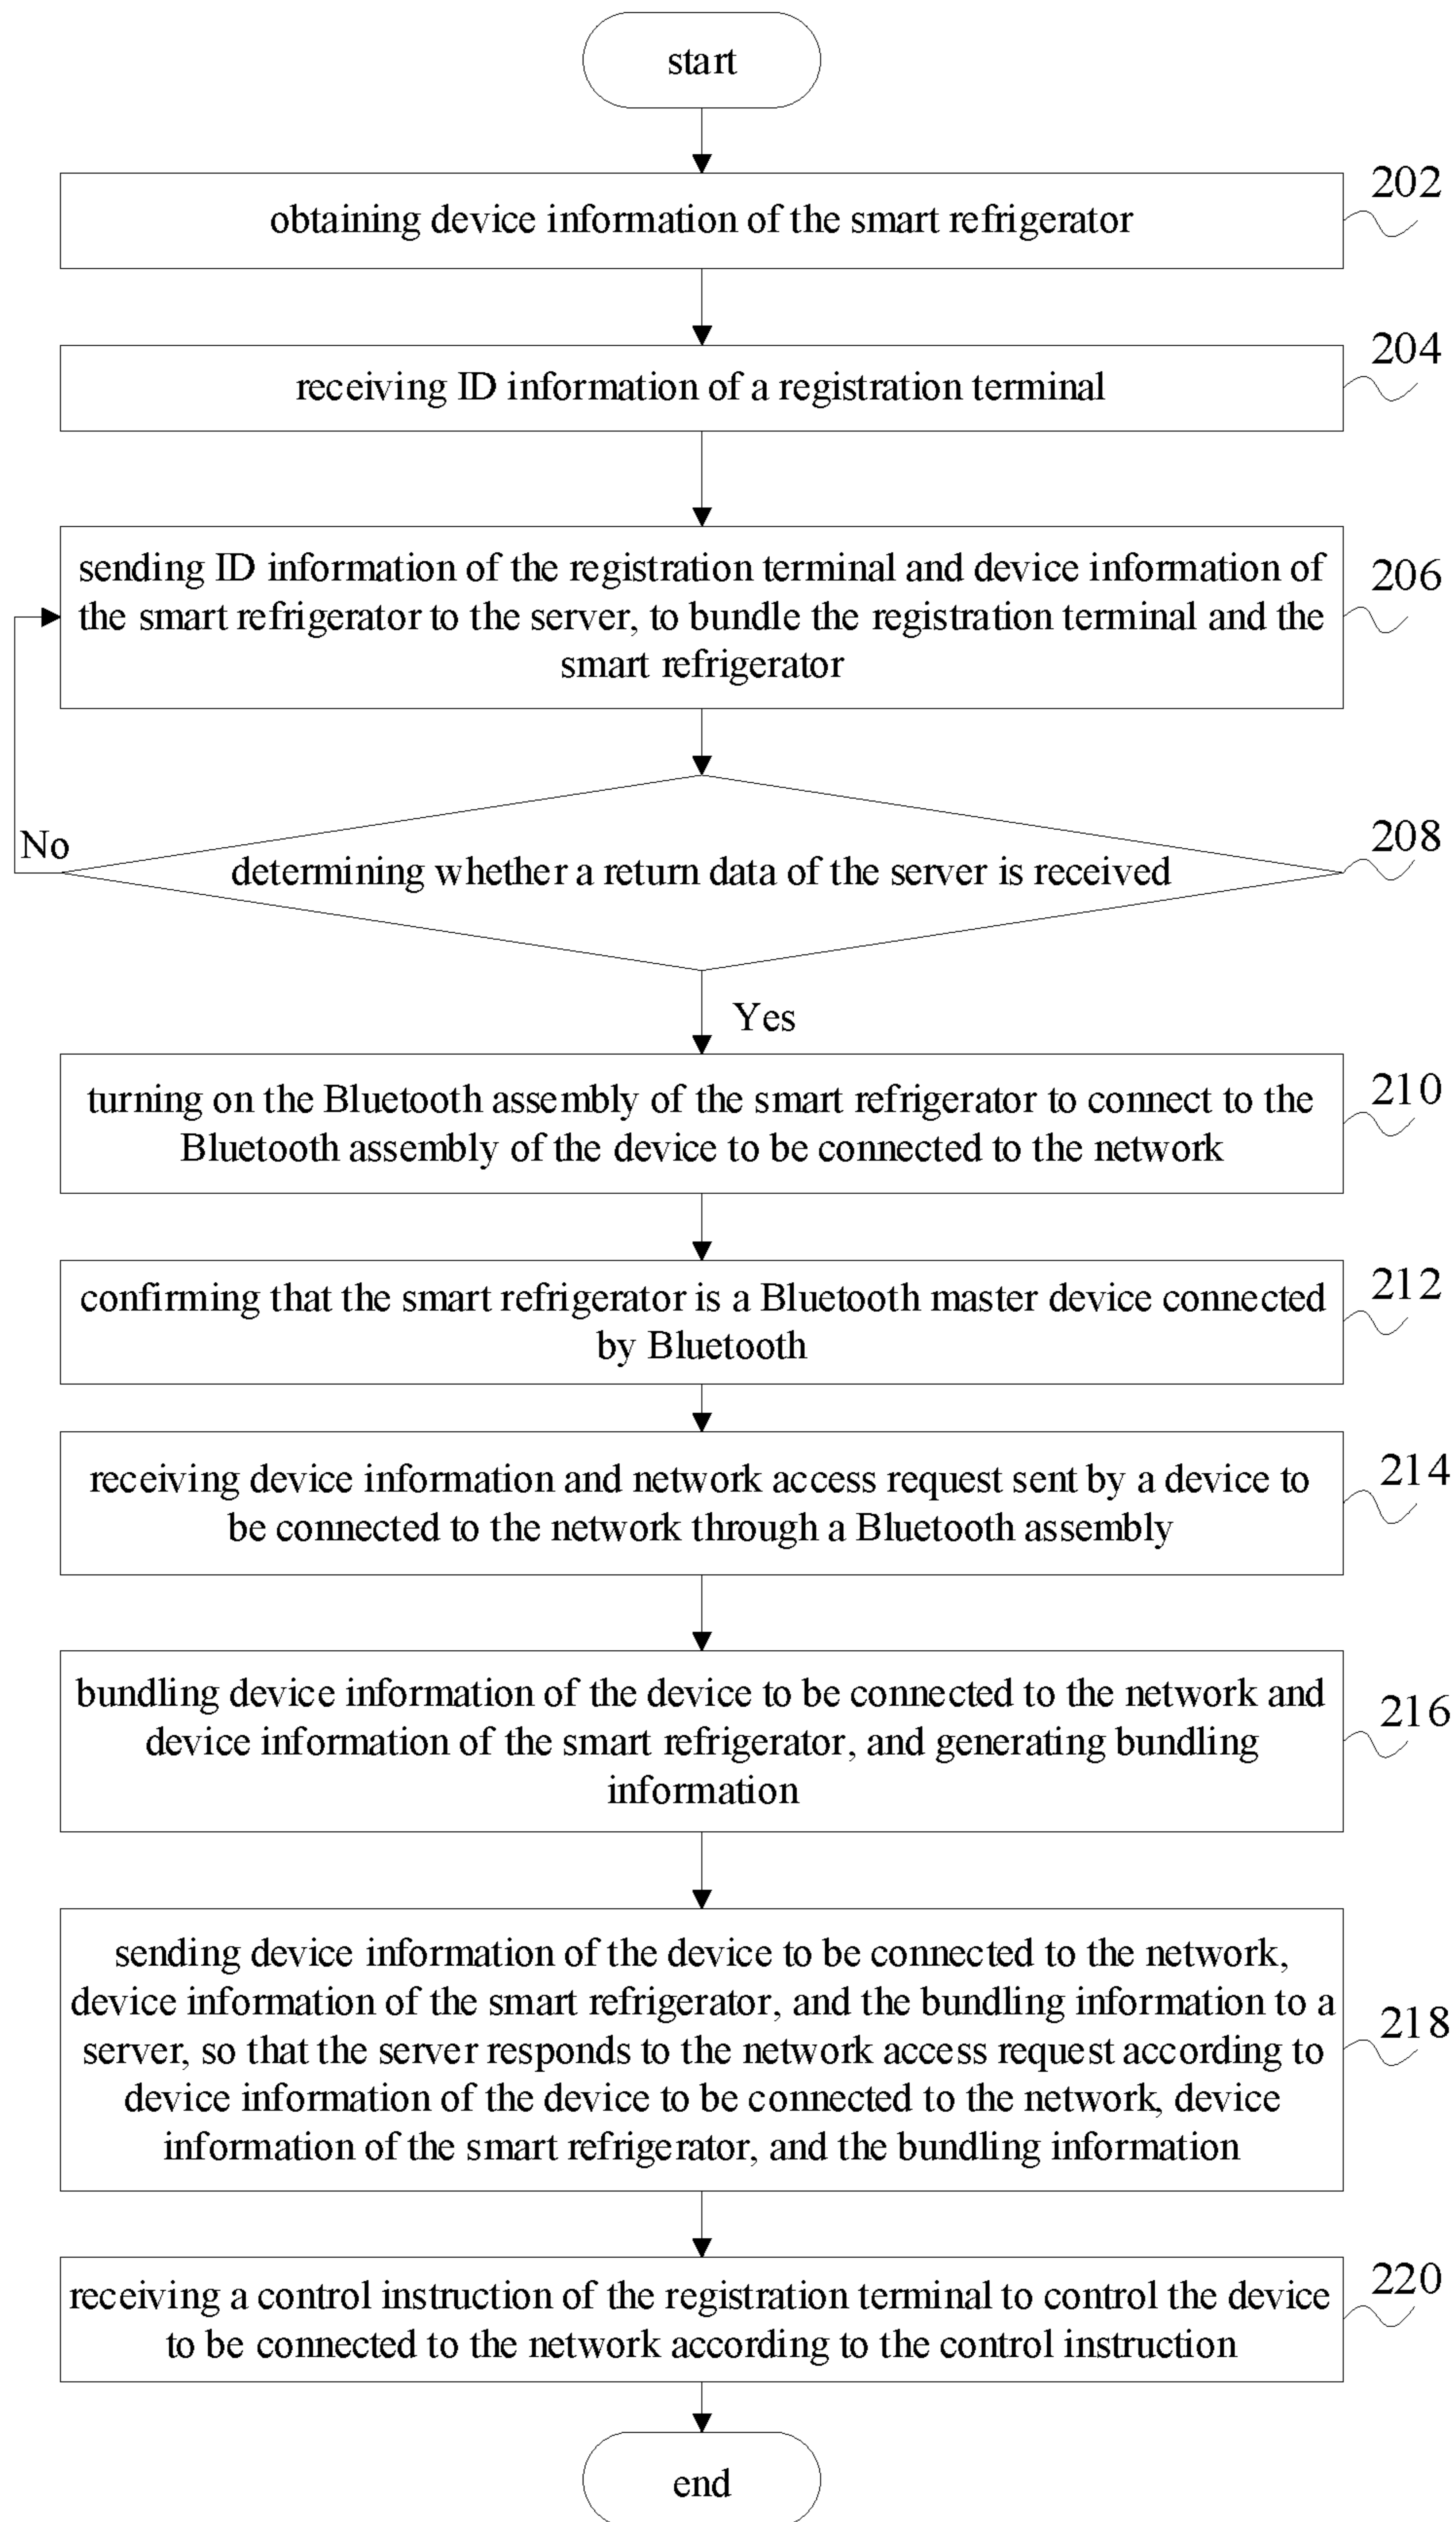 start
202
obtaining device information of the smart refrigerator
204
receiving ID information of a registration terminal
206
sending ID information of the registration terminal and device information of
the smart refrigerator to the server, to bundle the registration terminal and the
smart refrigerator
No
208
determining whether a return data of the server is received
Yes
210
turning on the Bluetooth assembly of the smart refrigerator to connect to the
Bluetooth assembly of the device to be connected to the network
212
confirming that the smart refrigerator is a Bluetooth master device connected
by Bluetooth
214
receiving device information and network access request sent by a device to
be connected to the network through a Bluetooth assembly
216
bundling device information of the device to be connected to the network and
device information of the smart refrigerator, and generating bundling
information
218
sending device information of the device to be connected to the network,
device information of the smart refrigerator, and the bundling information to a
server, so that the server responds to the network access request according to
device information of the device to be connected to the network, device
information of the smart refrigerator, and the bundling information
220
receiving a control instruction of the registration terminal to control the device
to be connected to the network according to the control instruction
end